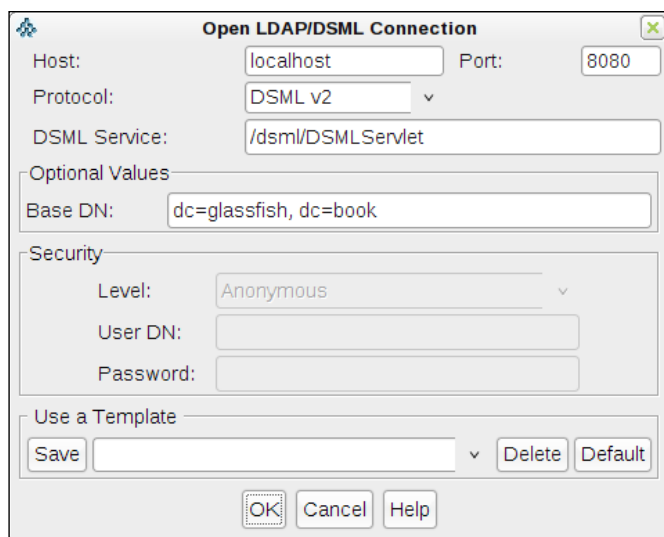 Open LDAP/DSML Connection
Host: localhost Port: 8080
Protocol: DSML v2
DSML Service: /dsml/DSMLServlet
Optional Values
Base DN: dc=glassfish, dc=book
Security
Level: Anonymous
User DN:
Password:
Use a Template
Save Delete Default
OK Cancel Help